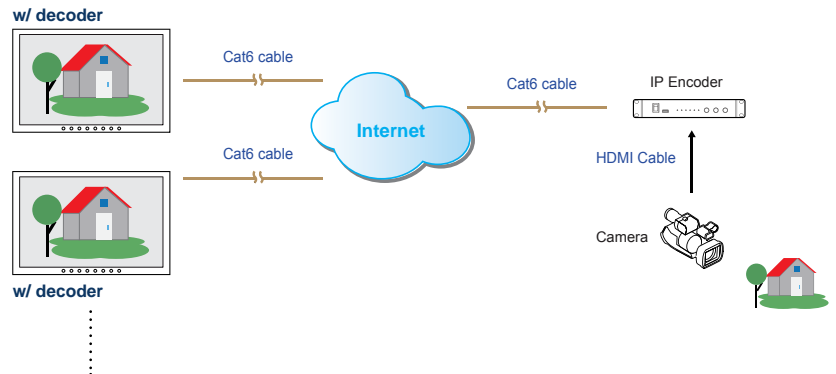 w/ decoder
Cat6 cable
Cat6 cable
IP Encoder
Internet
Cat6 cable
HDMI Cable
Camera
w/ decoder